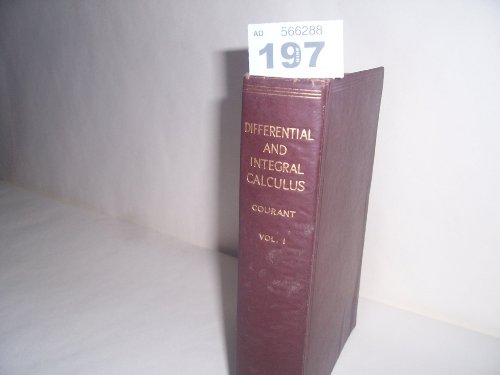 AD 566288
197
DIFFERENTIAL
AND
INTEGRAL
CALCULUS
COURANT
VOL. I